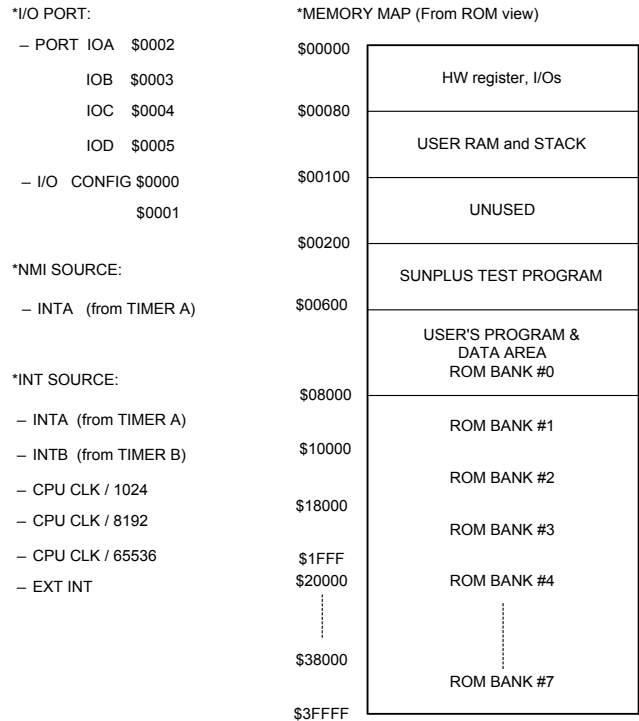 *I/O PORT:
– PORT IOA $0002
IOB $0003
IOC $0004
IOD $0005
– I/O CONFIG $0000
$0001
*NMI SOURCE:
– INTA (from TIMER A)
*INT SOURCE:
– INTA (from TIMER A)
– INTB (from TIMER B)
– CPU CLK / 1024
– CPU CLK / 8192
– CPU CLK / 65536
– EXT INT
*MEMORY MAP (From ROM view)
$00000
HW register, I/Os
$00080
USER RAM and STACK
$00100
UNUSED
$00200
SUNPLUS TEST PROGRAM
$00600
USER'S PROGRAM &
DATA AREA
ROM BANK #0
$08000
ROM BANK #1
$10000
ROM BANK #2
$18000
ROM BANK #3
$1FFF
$20000
ROM BANK #4
$38000
ROM BANK #7
$3FFFF